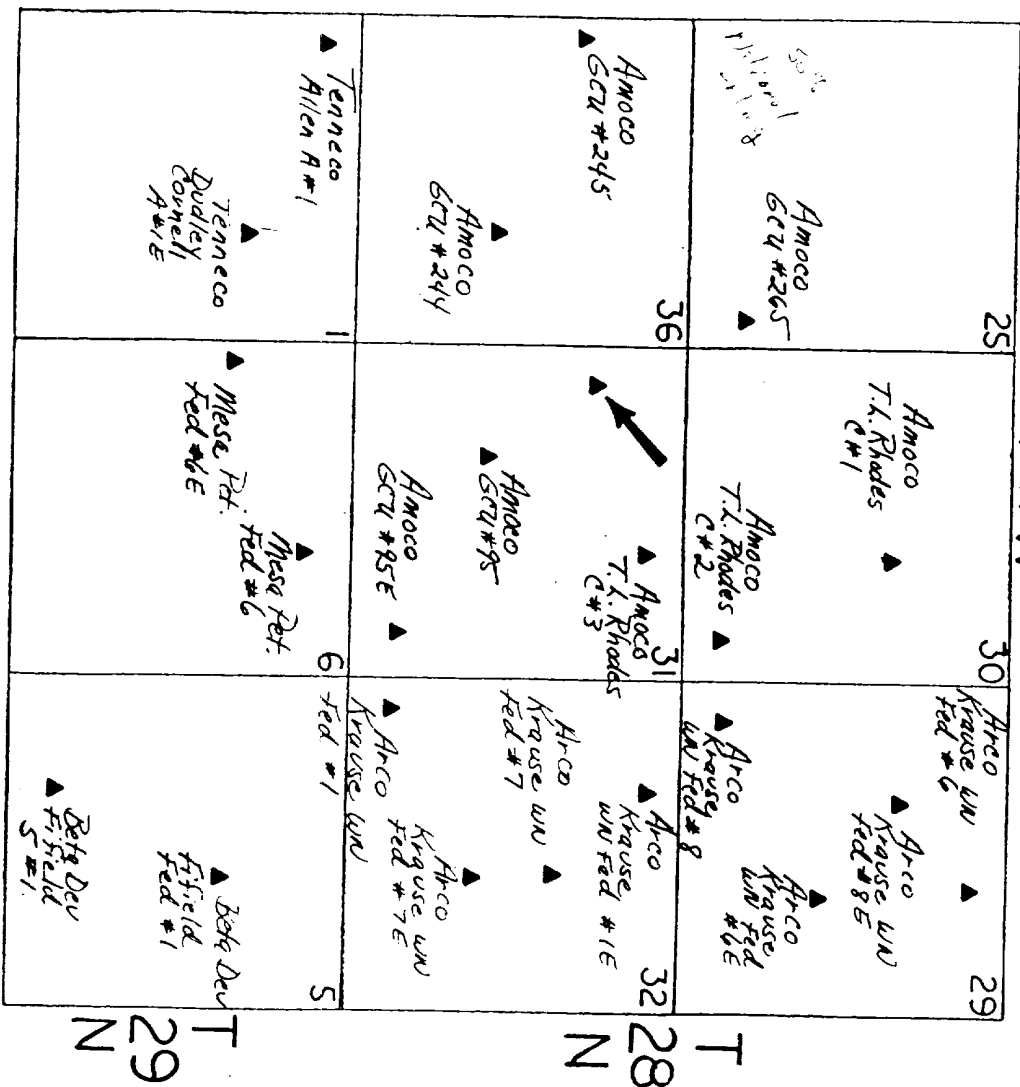 25
Amoco
GCU #265
30
Amoco
T.L. Rhodes
C#1
Amoco
T.L. Rhodes
C#2
29
Arco
Krause WN
Fed #6
Arco
Krause WN
Fed #8E
Arco
Krause,
WN Fed #8
Arco
Krause,
WN Fed
#6E
36
Amoco
GCU #245
Amoco
GCU #244
31
Amoco
T.L. Rhodes
C#3
Amoco
GCU #95
Amoco
GCU #95E
32
Arco
Krause,
WN Fed #1E
Arco
Krause WN
Fed #7
Arco
Krause WN
Fed #7E
Arco
Krause WN
Fed #1
1
Tenneco
Allen A#1
Tenneco
Dudley
Cornell
A#1E
6
Mesa Pet.
Fed #6
Mesa Pet.
Fed #6E
5
Beta Dev
Fifield
Fed #1
Beta Dev
Fifield
5#1
T
28
N
T
29
N